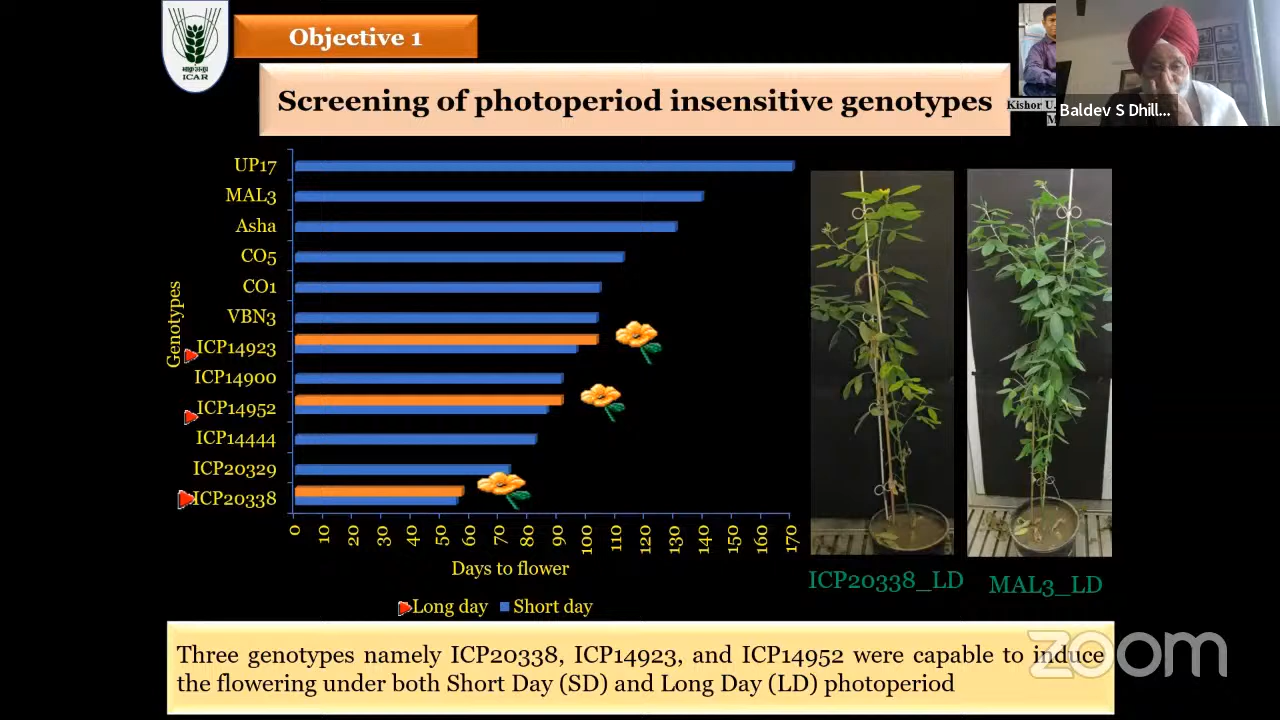 Objective 1
ICAR
Screening of photoperiod insensitive genotypes
Kishor U.
Baldev S Dhill...
Genotypes
UP17
MAL3
Asha
CO5
CO1
VBN3
ICP14923
ICP14900
ICP14952
ICP14444
ICP20329
ICP20338
0 10 20 30 40 50 60 70 80 90 100 110 120 130 140 150 160 170
Days to flower
Long day Short day
ICP20338_LD MAL3_LD
Three genotypes namely ICP20338, ICP14923, and ICP14952 were capable to induce
the flowering under both Short Day (SD) and Long Day (LD) photoperiod
zoom